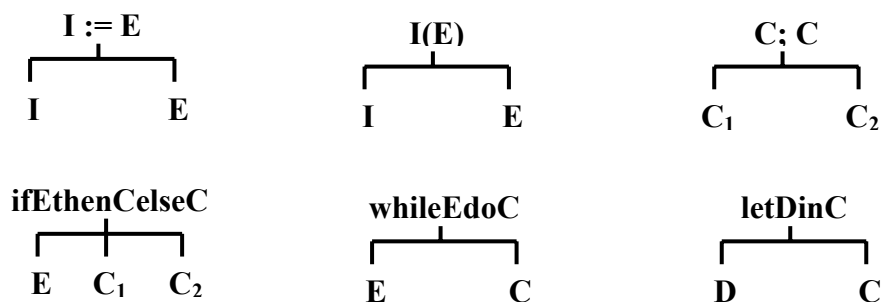 I := E
I(E)
C; C
I E
I E
C₁ C₂
ifEthenCelseC
whileEdoC
letDinC
E C₁ C₂
E C
D C